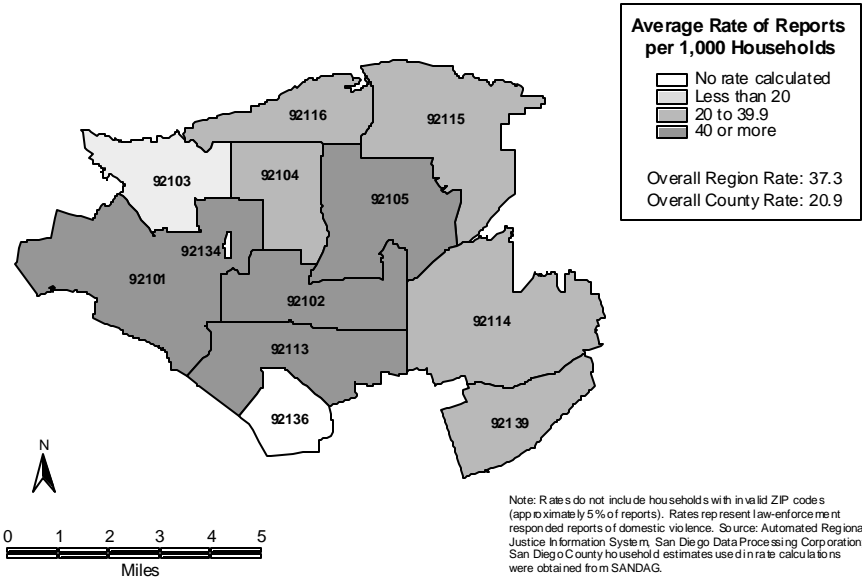 Average Rate of Reports
per 1,000 Households
No rate calculated
Less than 20
20 to 39.9
40 or more
Overall Region Rate: 37.3
Overall County Rate: 20.9
92116
92115
92103
92104
92105
92134
92101
92102
92114
92113
92136
92139
N
0 1 2 3 4 5
Miles
Note: Rates do not include households with invalid ZIP codes
(approximately 5% of reports). Rates represent law-enforcement
responded reports of domestic violence. Source: Automated Regional
Justice Information System, San Diego Data Processing Corporation.
San Diego County household estimates used in rate calculations
were obtained from SANDAG.